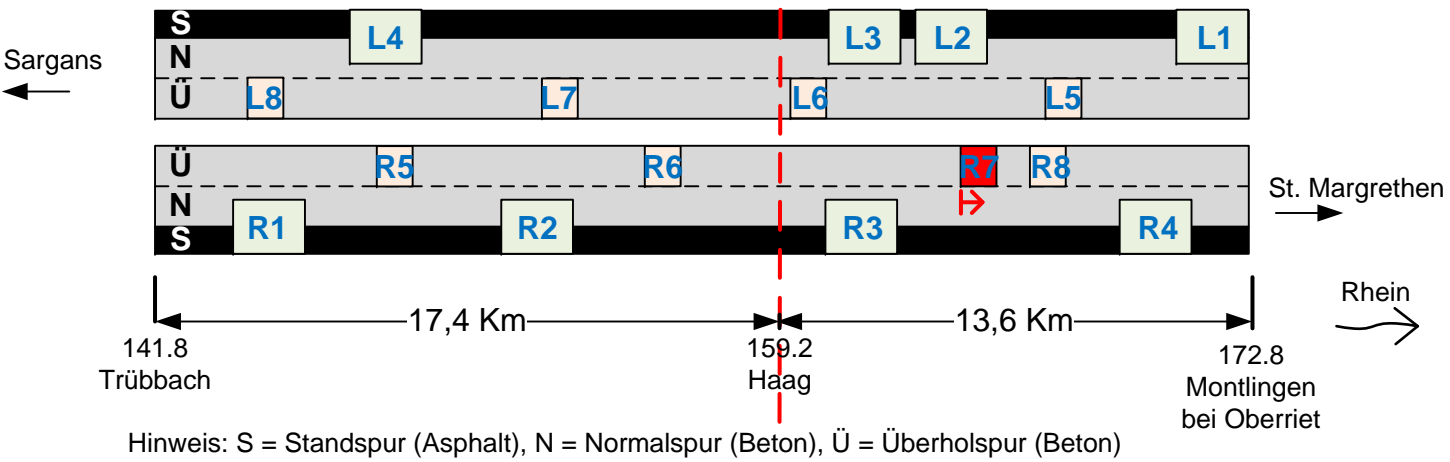 S L4 L3 L2 L1
N
Sargans
Ü L8 L7 L6 L5
Ü R5 R6 R7 R8
St. Margrethen
N R1 R2 R3 R4
S
17,4 Km 13,6 Km
Rhein
141.8 159.2 172.8
Trübbach Haag Montlingen
bei Oberriet
Hinweis: S = Standspur (Asphalt), N = Normalspur (Beton), Ü = Überholspur (Beton)